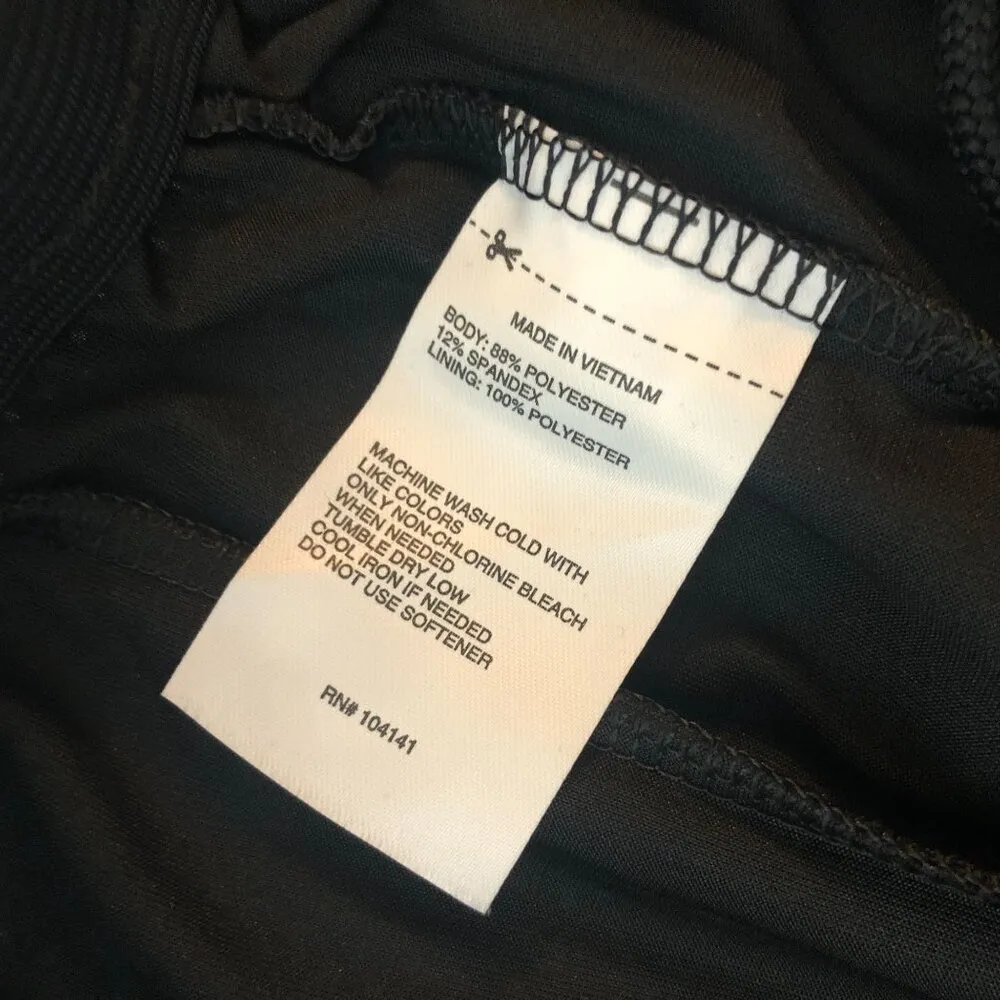 MADE IN VIETNAM
BODY: 88% POLYESTER
12% SPANDEX
LINING: 100% POLYESTER
MACHINE WASH COLD WITH
LIKE COLORS
ONLY NON-CHLORINE BLEACH
WHEN NEEDED
TUMBLE DRY LOW
COOL IRON IF NEEDED
DO NOT USE SOFTENER
RN# 104141